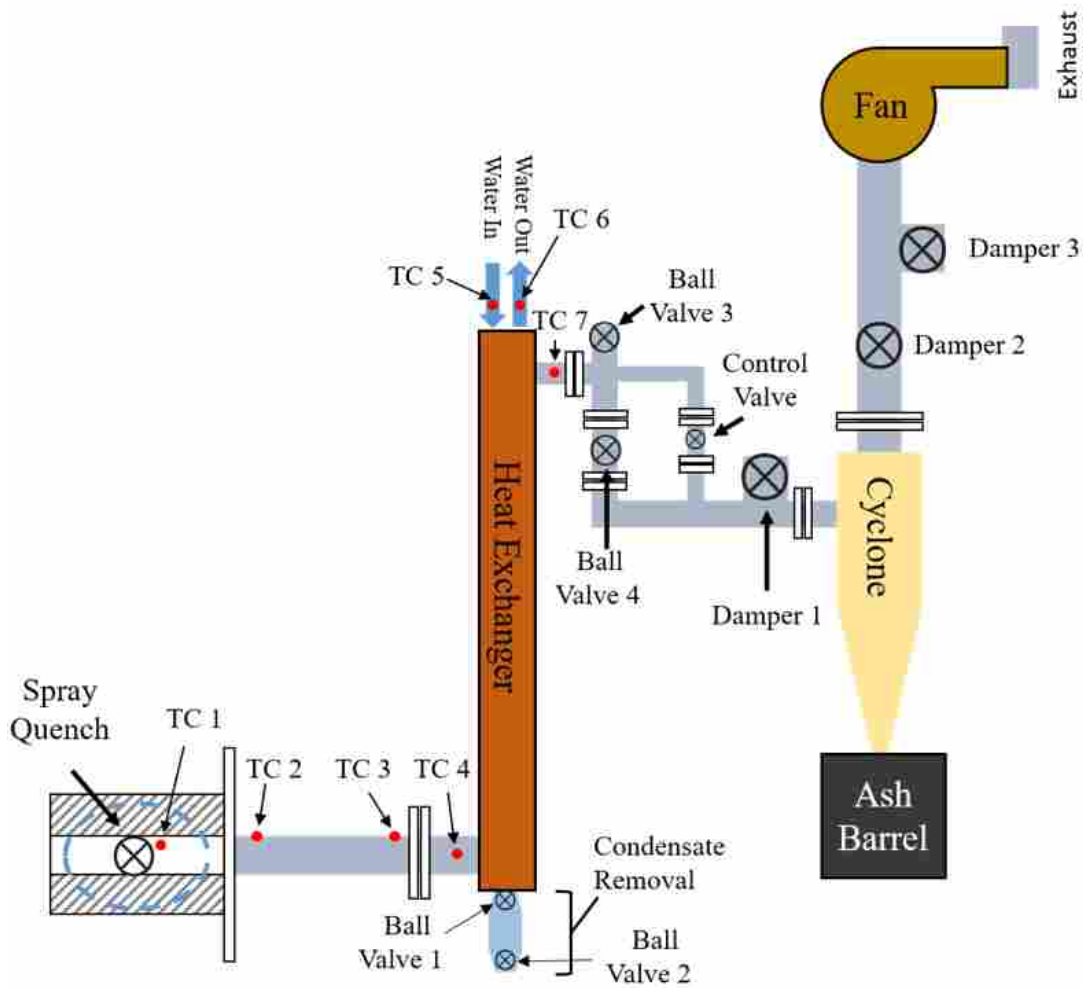 Exhaust
Fan
Water In
Water Out
TC 6
TC 5
Ball
Valve 3
Damper 3
TC 7
Damper 2
Control
Valve
Heat Exchanger
Cyclone
Ball
Valve 4
Damper 1
Spray
Quench
TC 1
TC 2
TC 3
TC 4
Ash
Barrel
Condensate
Removal
Ball
Valve 1
Ball
Valve 2